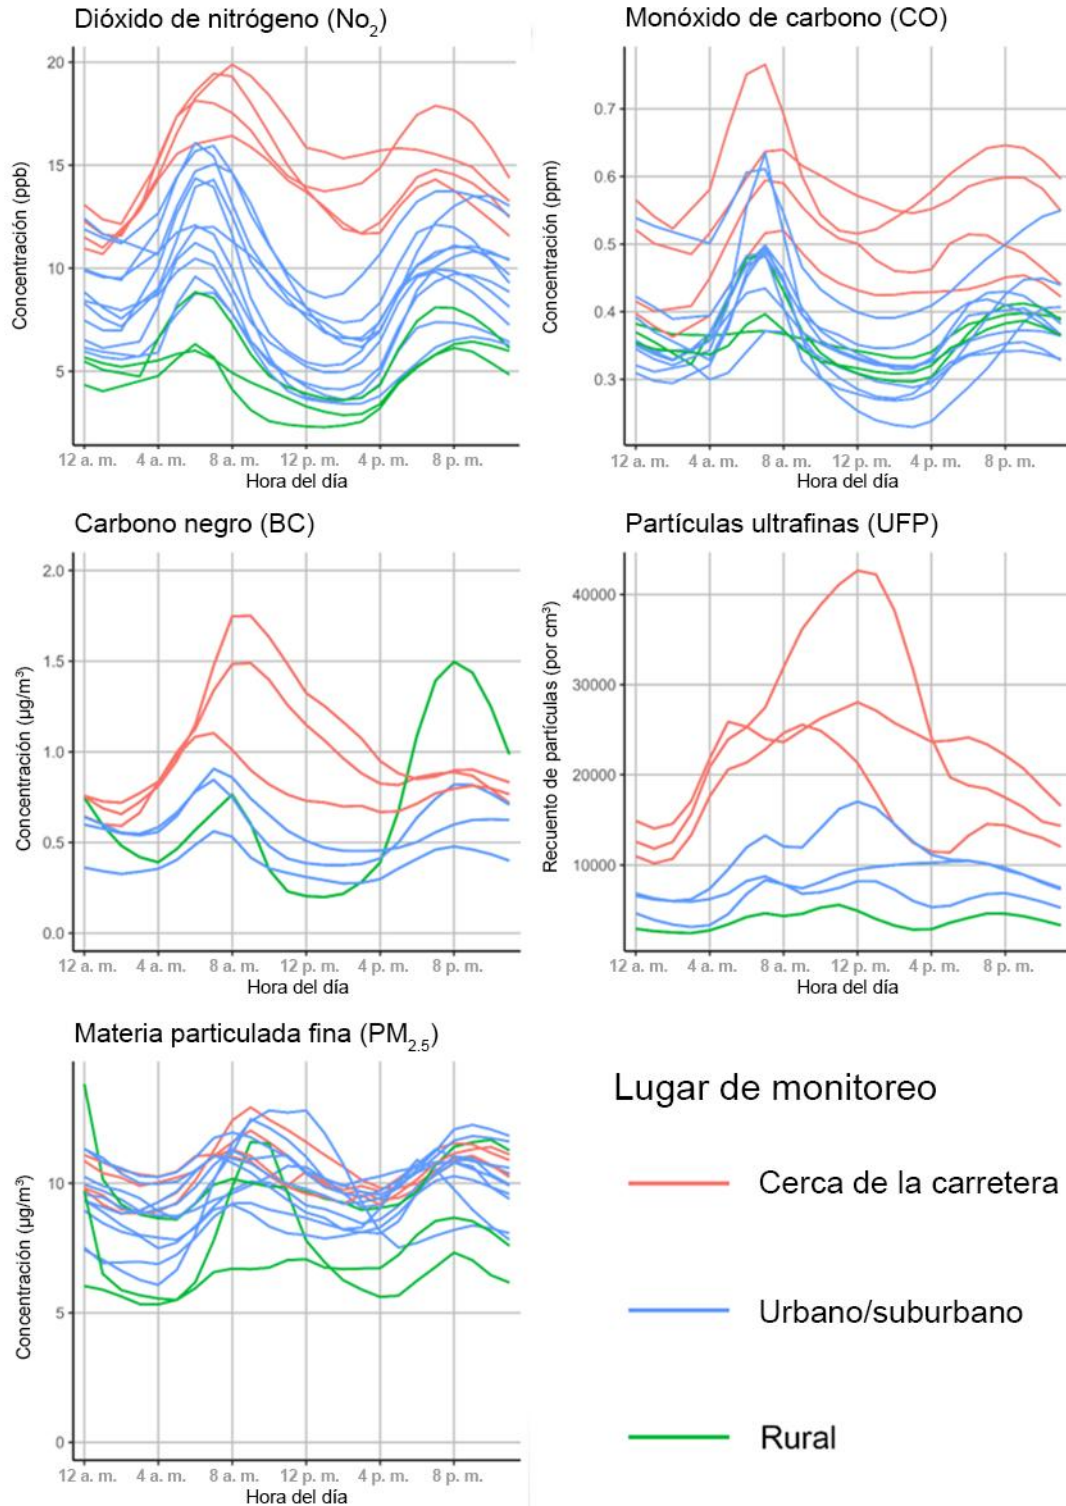 Dióxido de nitrógeno (No2)
Concentración (ppb)
20
15
10
5
12 a. m. 4 a. m. 8 a. m. 12 p. m. 4 p. m. 8 p. m.
Hora del día
Monóxido de carbono (CO)
Concentración (ppm)
0.7
0.6
0.5
0.4
0.3
12 a. m. 4 a. m. 8 a. m. 12 p. m. 4 p. m. 8 p. m.
Hora del día
Carbono negro (BC)
Concentración (µg/m³)
2.0
1.5
1.0
0.5
0.0
12 a. m. 4 a. m. 8 a. m. 12 p. m. 4 p. m. 8 p. m.
Hora del día
Partículas ultrafinas (UFP)
Recuento de partículas (por cm³)
40000
30000
20000
10000
12 a. m. 4 a. m. 8 a. m. 12 p. m. 4 p. m. 8 p. m.
Hora del día
Materia particulada fina (PM2.5)
Concentración (µg/m³)
10
5
0
12 a. m. 4 a. m. 8 a. m. 12 p. m. 4 p. m. 8 p. m.
Hora del día
Lugar de monitoreo
Cerca de la carretera
Urbano/suburbano
Rural